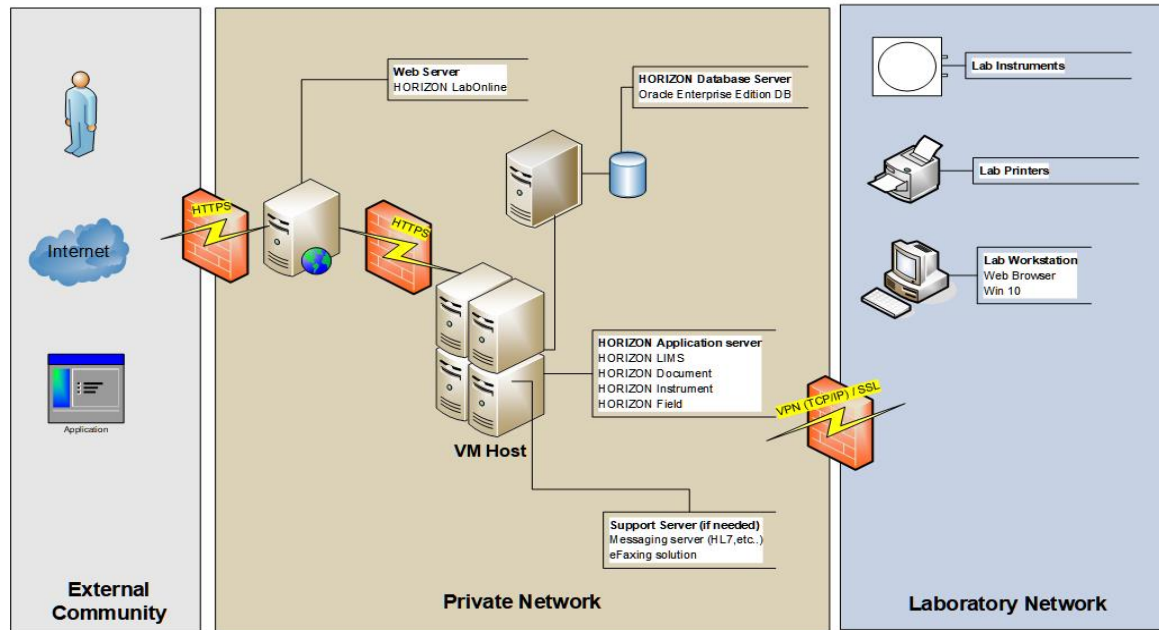 Web Server
HORIZON LabOnline
HORIZON Database Server
Oracle Enterprise Edition DB
Lab Instruments
Lab Printers
HTTPS
HTTPS
Internet
Lab Workstation
Web Browser
Win 10
HORIZON Application server
HORIZON LIMS
HORIZON Document
HORIZON Instrument
HORIZON Field
VPN (TCP/IP) / SSL
Application
VM Host
Support Server (if needed)
Messaging server (HL7,etc..)
eFaxing solution
External
Community
Private Network
Laboratory Network